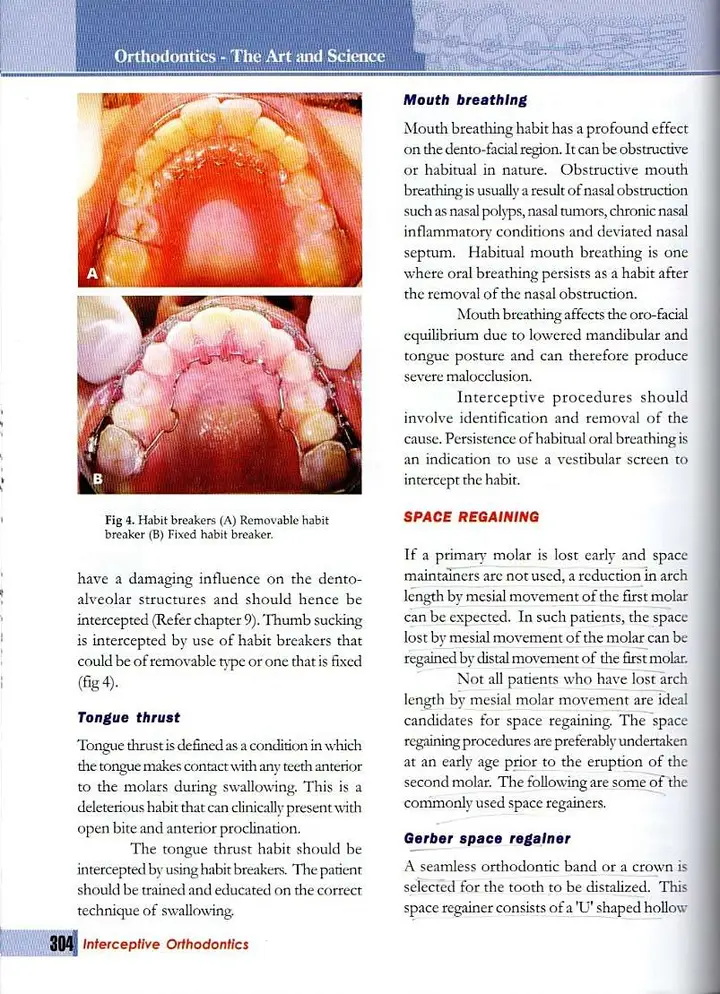 Orthodontics - The Art and Science
A
B
Fig 4. Habit breakers (A) Removable habit
breaker (B) Fixed habit breaker.
have a damaging influence on the dento-
alveolar structures and should hence be
intercepted (Refer chapter 9). Thumb sucking
is intercepted by use of habit breakers that
could be of removable type or one that is fixed
(fig 4).
Tongue thrust
Tongue thrust is defined as a condition in which
the tongue makes contact with any teeth anterior
to the molars during swallowing. This is a
deleterious habit that can clinically present with
open bite and anterior proclination.
The tongue thrust habit should be
intercepted by using habit breakers. The patient
should be trained and educated on the correct
technique of swallowing.
Mouth breathing
Mouth breathing habit has a profound effect
on the dento-facial region. It can be obstructive
or habitual in nature. Obstructive mouth
breathing is usually a result of nasal obstruction
such as nasal polyps, nasal tumors, chronic nasal
inflammatory conditions and deviated nasal
septum. Habitual mouth breathing is one
where oral breathing persists as a habit after
the removal of the nasal obstruction.
Mouth breathing affects the oro-facial
equilibrium due to lowered mandibular and
tongue posture and can therefore produce
severe malocclusion.
Interceptive procedures should
involve identification and removal of the
cause. Persistence of habitual oral breathing is
an indication to use a vestibular screen to
intercept the habit.
SPACE REGAINING
If a primary molar is lost early and space
maintainers are not used, a reduction in arch
length by mesial movement of the first molar
can be expected. In such patients, the space
lost by mesial movement of the molar can be
regained by distal movement of the first molar.
Not all patients who have lost arch
length by mesial molar movement are ideal
candidates for space regaining. The space
regaining procedures are preferably undertaken
at an early age prior to the eruption of the
second molar. The following are some of the
commonly used space regainers.
Gerber space regainer
A seamless orthodontic band or a crown is
selected for the tooth to be distalized. This
space regainer consists of a 'U' shaped hollow
304 Interceptive Orthodontics